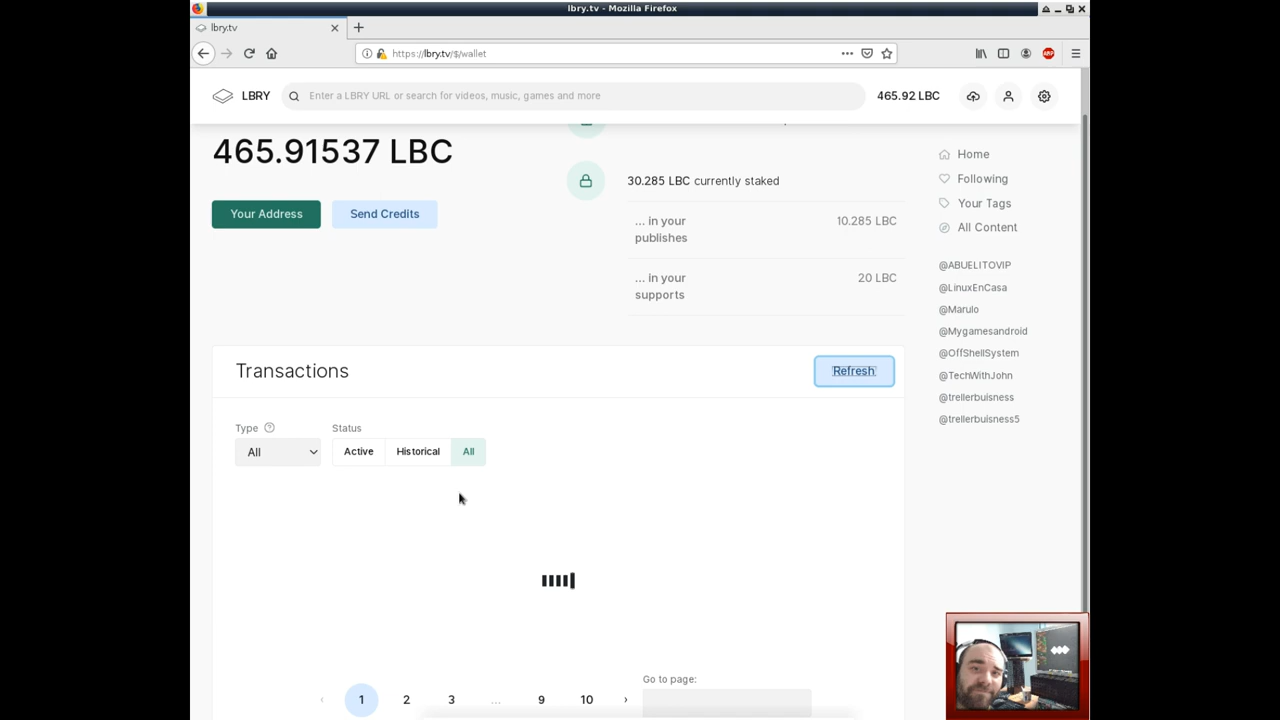 lbry.tv - Mozilla Firefox
lbry.tv
https://lbry.tv/$/wallet
ABP
LBRY
Enter a LBRY URL or search for videos, music, games and more
465.92 LBC
465.91537 LBC
Your Address
Send Credits
30.285 LBC currently staked
... in your
publishes
10.285 LBC
... in your
supports
20 LBC
Home
Following
Your Tags
All Content
@ABUELITOVIP
@LinuxEnCasa
@Marulo
@Mygamesandroid
@OffShellSystem
@TechWithJohn
@trellerbuisness
@trellerbuisness5
Transactions
Refresh
Type
Status
All
Active
Historical
All
1
2
3
...
9
10
Go to page: